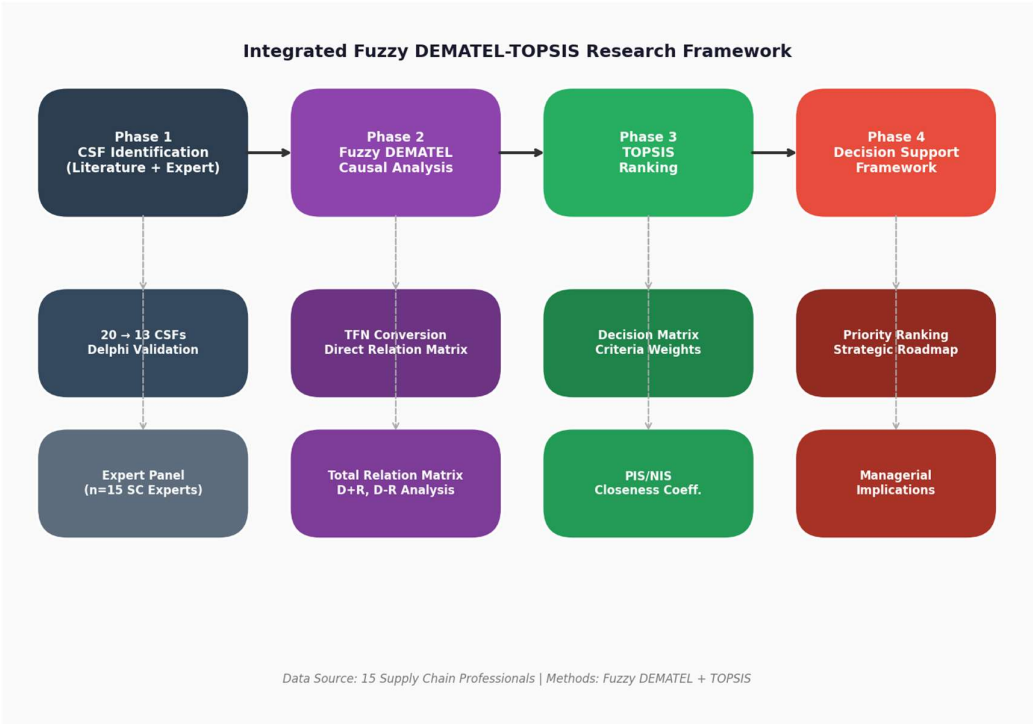 Integrated Fuzzy DEMATEL-TOPSIS Research Framework
Phase 1
CSF Identification
(Literature + Expert)
Phase 2
Fuzzy DEMATEL
Causal Analysis
Phase 3
TOPSIS
Ranking
Phase 4
Decision Support
Framework
20 → 13 CSFs
Delphi Validation
TFN Conversion
Direct Relation Matrix
Decision Matrix
Criteria Weights
Priority Ranking
Strategic Roadmap
Expert Panel
(n=15 SC Experts)
Total Relation Matrix
D+R, D-R Analysis
PIS/NIS
Closeness Coeff.
Managerial
Implications
Data Source: 15 Supply Chain Professionals | Methods: Fuzzy DEMATEL + TOPSIS